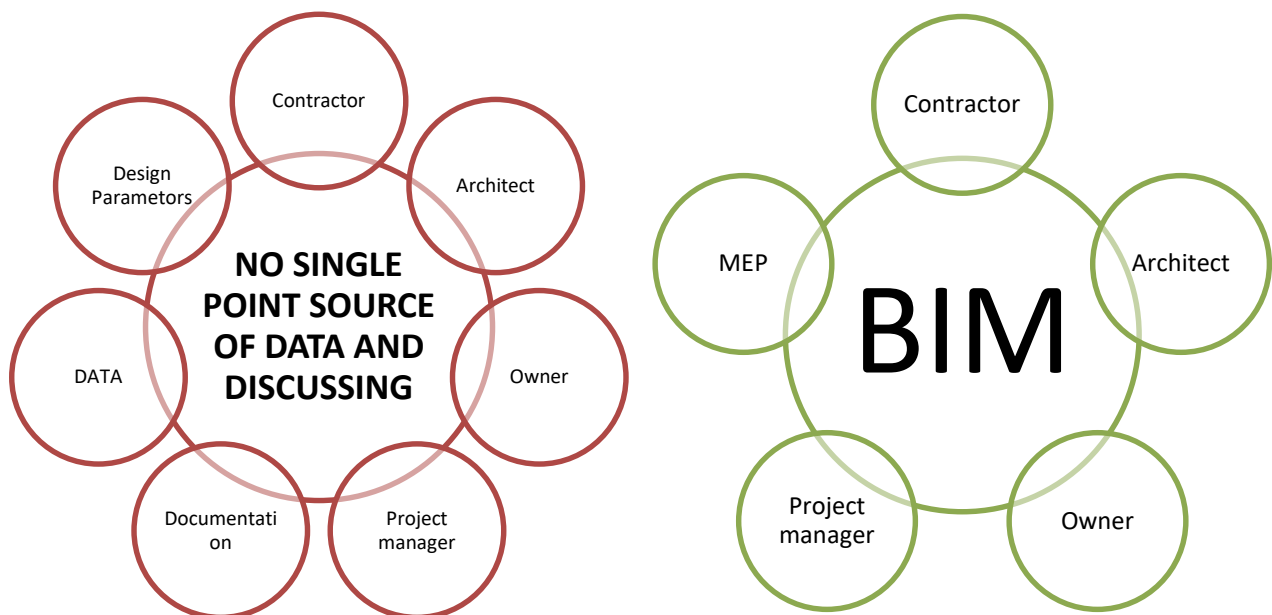 Contractor
Design
Parametors
Architect
NO SINGLE
POINT SOURCE
OF DATA AND
DISCUSSING
DATA
Owner
Documentati
on
Project
manager
Contractor
MEP
Architect
BIM
Project
manager
Owner